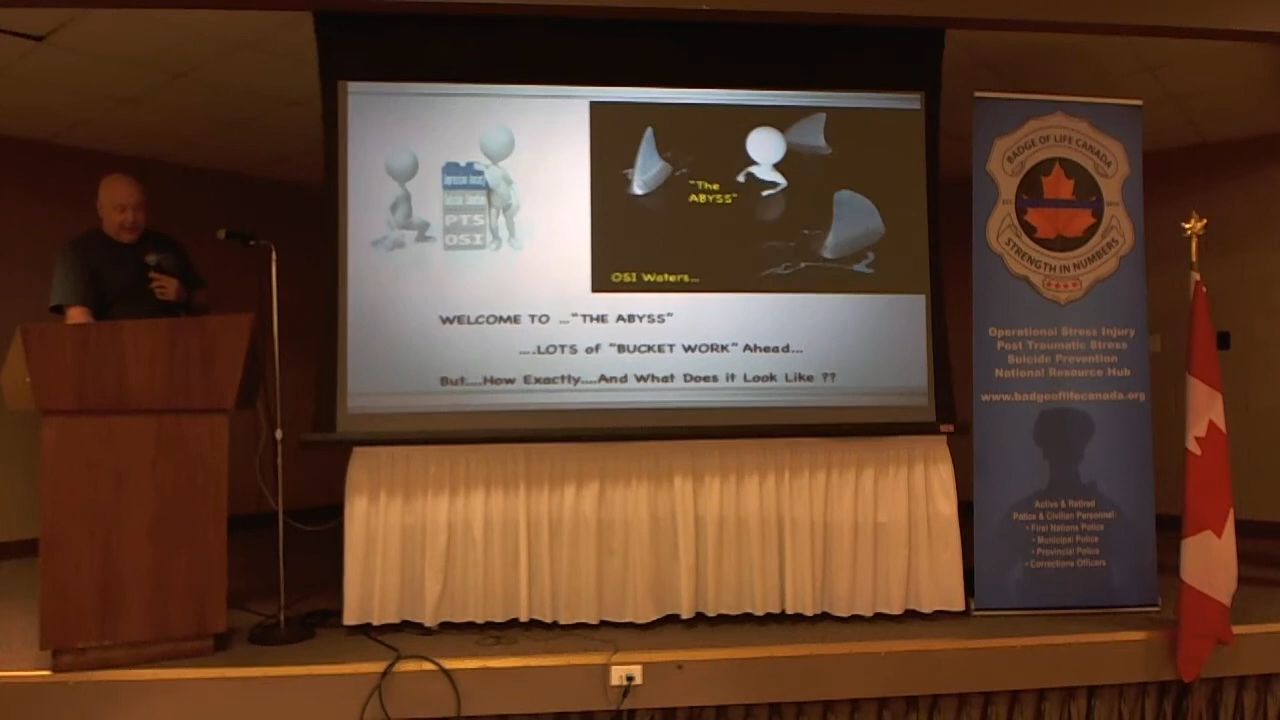 PTS
OSI
"The
ABYSS"
OSI Waters...
WELCOME TO ..."THE ABYSS"
....LOTS of "BUCKET WORK" Ahead...
But....How Exactly....And What Does it Look Like ??
BADGE OF LIFE CANADA
STRENGTH IN NUMBERS
Operational Stress Injury
Post Traumatic Stress
Suicide Prevention
National Resource Hub
www.badgeoflifecanada.org
Active & Retired
Police & Civilian Personnel:
• First Nations Police
• Municipal Police
• Provincial Police
• Corrections Officers